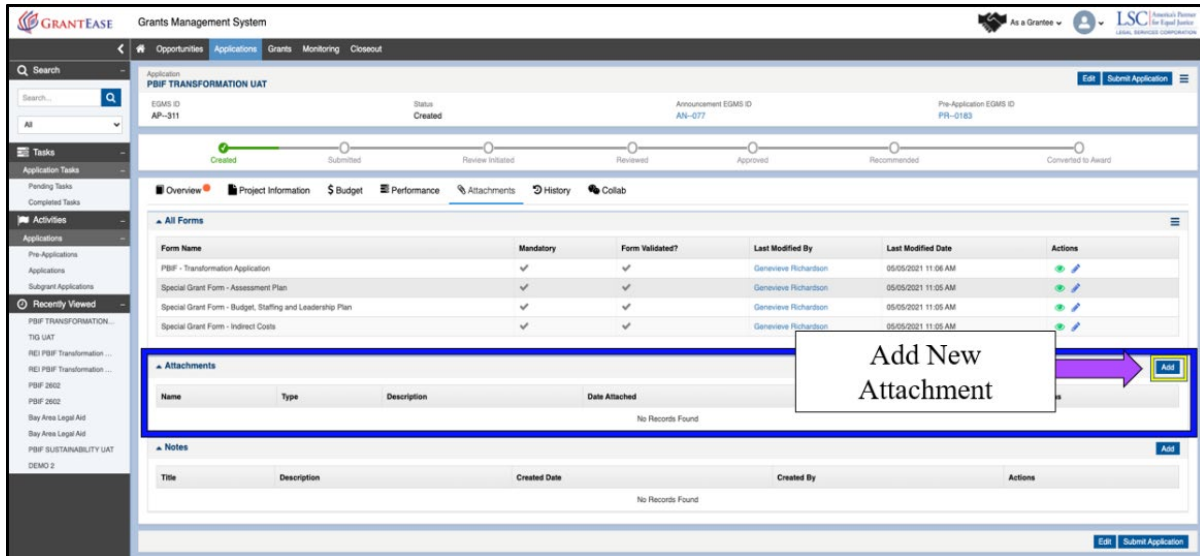 GRANTEASE
Grants Management System
As a Grantee
LSC America's Partner for Equal Justice
LEGAL SERVICES CORPORATION
Opportunities Applications Grants Monitoring Closeout
Search
Search...
All
Tasks
Application Tasks
Pending Tasks
Completed Tasks
Activities
Applications
Pre-Applications
Applications
Subgrant Applications
Recently Viewed
PBIF TRANSFORMATION...
TIG UAT
REI PBIF Transformation ...
REI PBIF Transformation ...
PBIF 2602
PBIF 2602
Bay Area Legal Aid
Bay Area Legal Aid
PBIF SUSTAINABILITY UAT
DEMO 2
Application
PBIF TRANSFORMATION UAT
Edit Submit Application
EGMS ID Status Announcement EGMS ID Pre-Application EGMS ID
AP--311 Created AN--077 PR--0183
Created Submitted Review Initiated Reviewed Approved Recommended Converted to Award
Overview Project Information $ Budget Performance Attachments History Collab
All Forms
Form Name Mandatory Form Validated? Last Modified By Last Modified Date Actions
PBIF - Transformation Application Genevieve Richardson 05/05/2021 11:06 AM
Special Grant Form - Assessment Plan Genevieve Richardson 05/05/2021 11:05 AM
Special Grant Form - Budget, Staffing and Leadership Plan Genevieve Richardson 05/05/2021 11:05 AM
Special Grant Form - Indirect Costs Genevieve Richardson 05/05/2021 11:05 AM
Attachments
Add
Add New
Attachment
Name Type Description Date Attached
No Records Found
Notes
Add
Title Description Created Date Created By Actions
No Records Found
Edit Submit Application